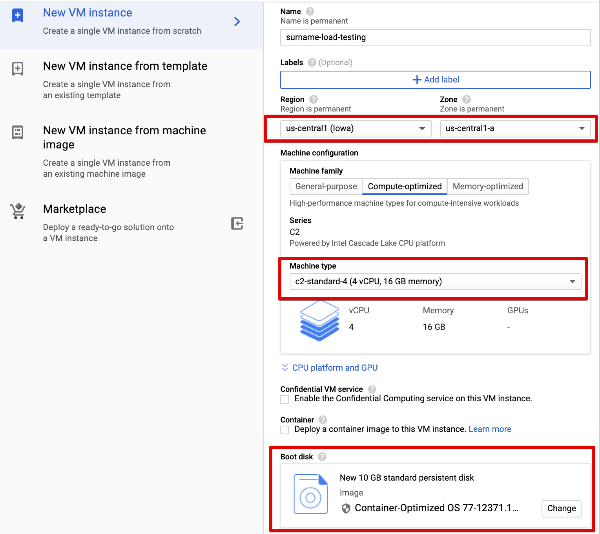 New VM instance
Create a single VM instance from scratch
New VM instance from template
Create a single VM instance from
an existing template
New VM instance from machine
image
Create a single VM instance from
an existing machine image
Marketplace
Deploy a ready-to-go solution onto
a VM instance
Name
Name is permanent
surname-load-testing
Labels (Optional)
+ Add label
Region Zone
Region is permanent Zone is permanent
us-central1 (Iowa) us-central1-a
Machine configuration
Machine family
General-purpose Compute-optimized Memory-optimized
High-performance machine types for compute-intensive workloads
Series
C2
Powered by Intel Cascade Lake CPU platform
Machine type
c2-standard-4 (4 vCPU, 16 GB memory)
vCPU Memory GPUs
4 16 GB -
CPU platform and GPU
Confidential VM service
Enable the Confidential Computing service on this VM instance.
Container
Deploy a container image to this VM instance. Learn more
Boot disk
New 10 GB standard persistent disk
Image
Container-Optimized OS 77-12371.1... Change